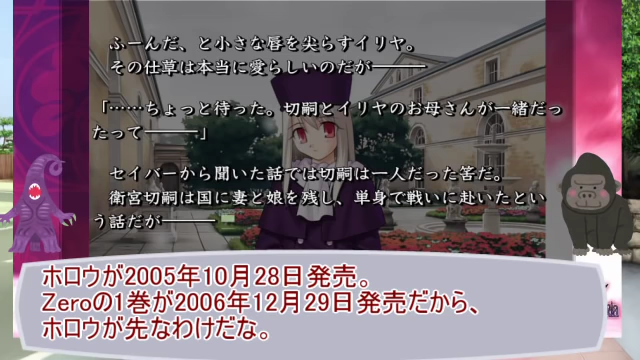 ふーんだ、と小さな唇を尖らすイリヤ。
その仕草は本当に愛らしいのだが―――
「……ちょっと待った。切嗣とイリヤのお母さんが一緒だっ
たって―――」
セイバーから聞いた話では切嗣は一人だった筈だ。
衛宮切嗣は国に妻と娘を残し、単身で戦いに赴いたとい
う話だが―――
ホロウが2005年10月28日発売。
Zeroの1巻が2006年12月29日発売だから、
ホロウが先なわけだな。